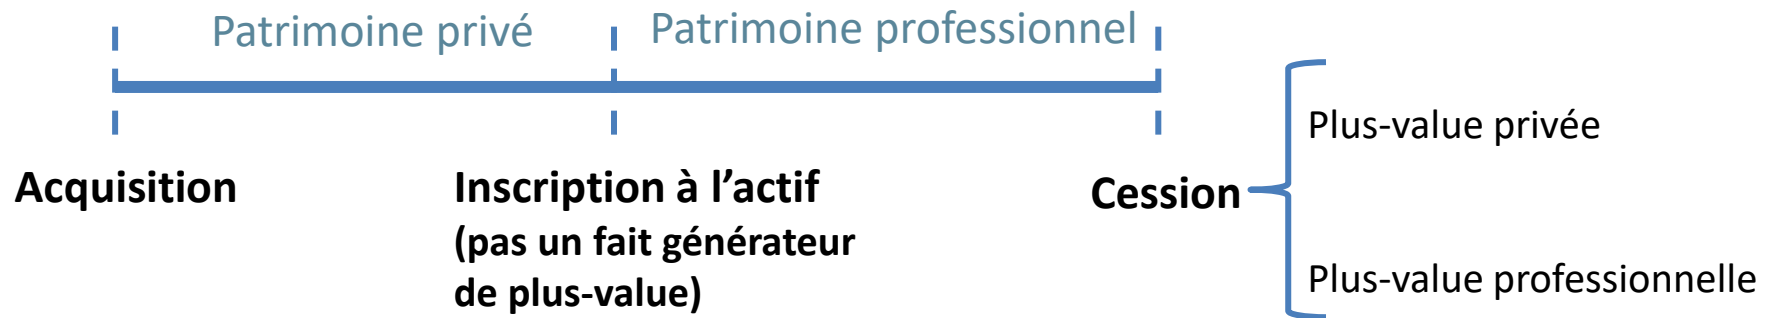 Patrimoine privé
Patrimoine professionnel
Acquisition
Inscription à l’actif
(pas un fait générateur
de plus-value)
Cession
Plus-value privée
Plus-value professionnelle